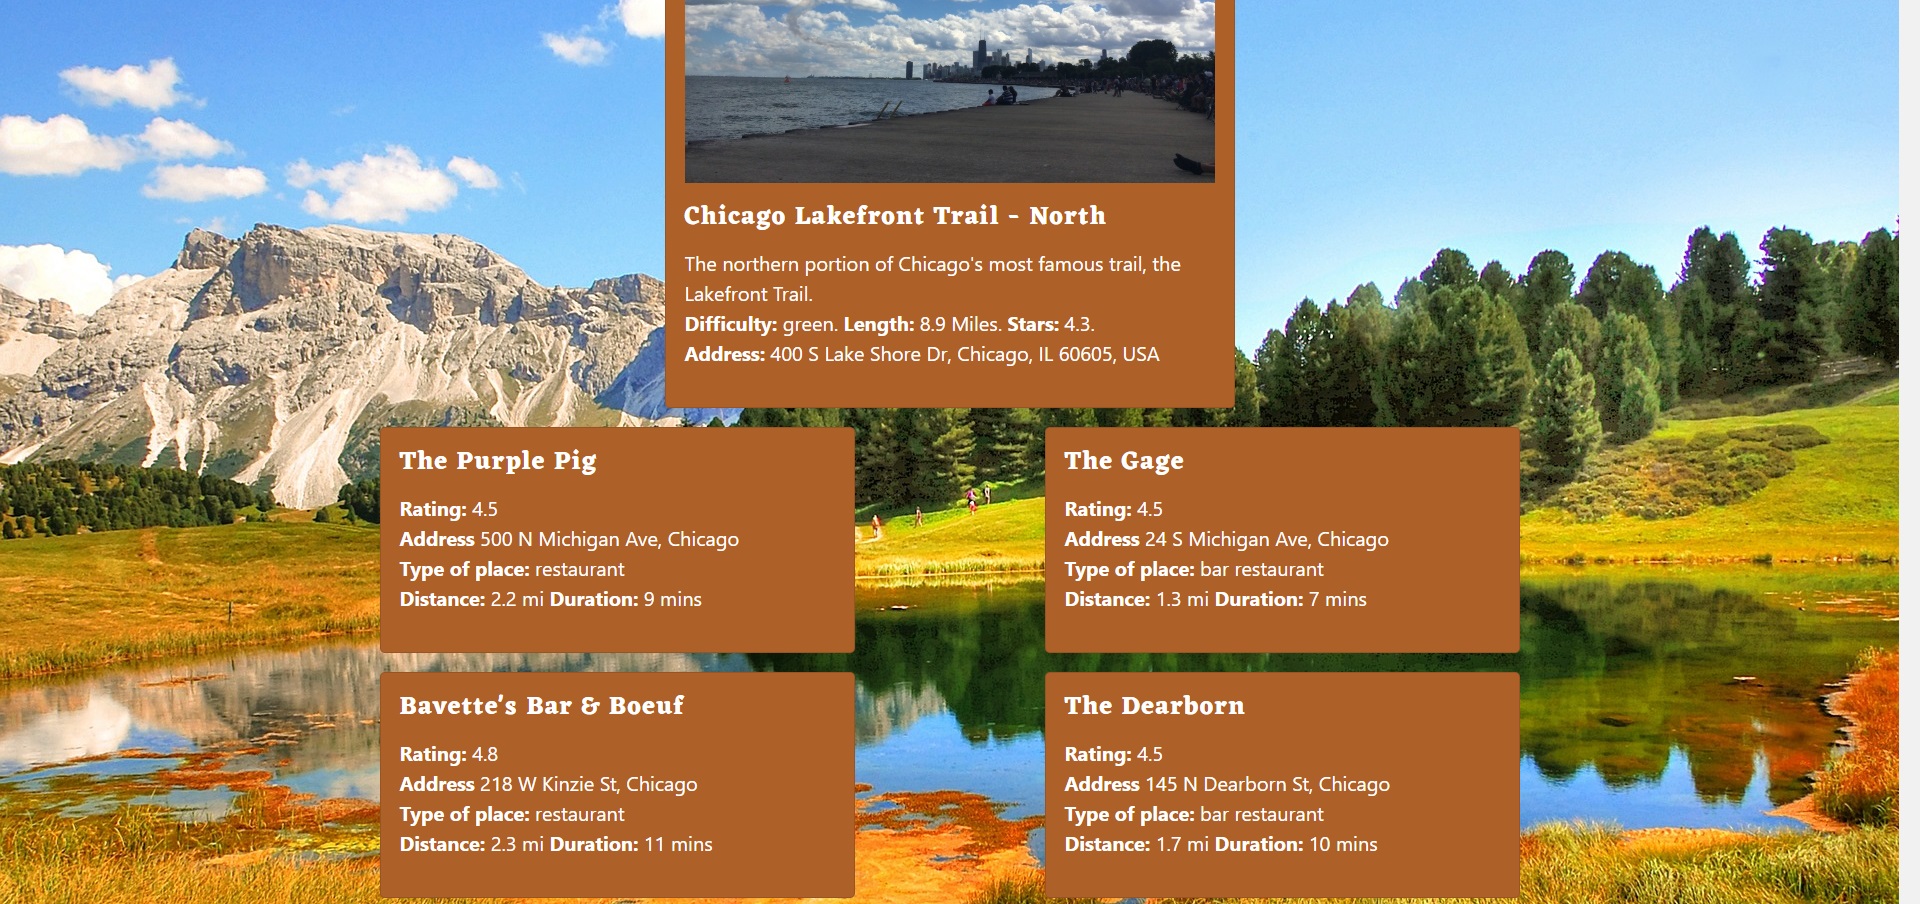 Chicago Lakefront Trail - North
The northern portion of Chicago's most famous trail, the
Lakefront Trail.
Difficulty: green. Length: 8.9 Miles. Stars: 4.3.
Address: 400 S Lake Shore Dr, Chicago, IL 60605, USA
The Purple Pig
Rating: 4.5
Address 500 N Michigan Ave, Chicago
Type of place: restaurant
Distance: 2.2 mi Duration: 9 mins
The Gage
Rating: 4.5
Address 24 S Michigan Ave, Chicago
Type of place: bar restaurant
Distance: 1.3 mi Duration: 7 mins
Bavette's Bar & Boeuf
Rating: 4.8
Address 218 W Kinzie St, Chicago
Type of place: restaurant
Distance: 2.3 mi Duration: 11 mins
The Dearborn
Rating: 4.5
Address 145 N Dearborn St, Chicago
Type of place: bar restaurant
Distance: 1.7 mi Duration: 10 mins